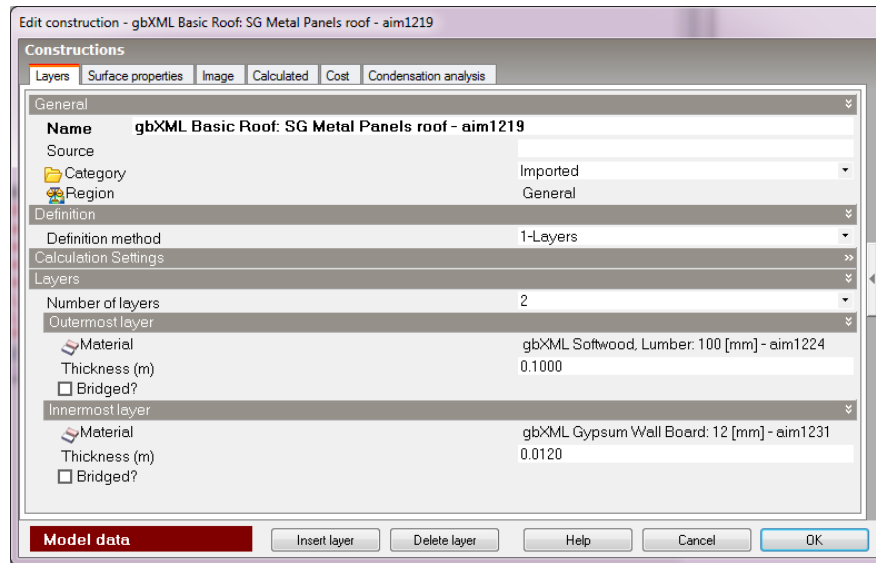 Edit construction - gbXML Basic Roof: SG Metal Panels roof - aim1219
Constructions
Layers Surface properties Image Calculated Cost Condensation analysis
General
Name gbXML Basic Roof: SG Metal Panels roof - aim1219
Source
Category Imported
Region General
Definition
Definition method 1-Layers
Calculation Settings
Layers
Number of layers 2
Outermost layer
Material gbXML Softwood, Lumber: 100 [mm] - aim1224
Thickness (m) 0.1000
Bridged?
Innermost layer
Material gbXML Gypsum Wall Board: 12 [mm] - aim1231
Thickness (m) 0.0120
Bridged?
Model data Insert layer Delete layer Help Cancel OK